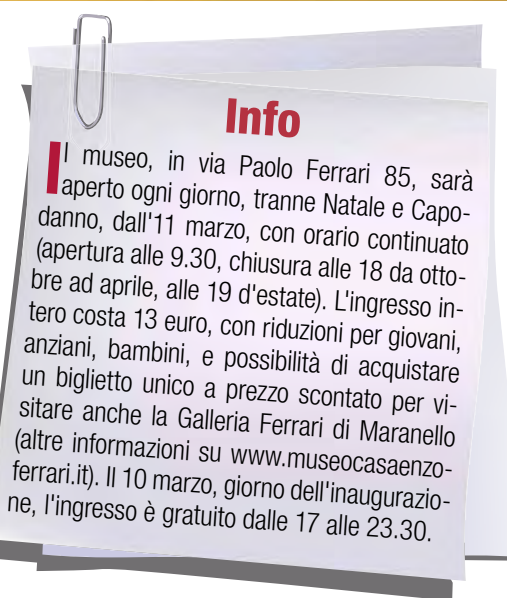 Info
Il museo, in via Paolo Ferrari 85, sarà
aperto ogni giorno, tranne Natale e Capo-
danno, dall'11 marzo, con orario continuato
(apertura alle 9.30, chiusura alle 18 da otto-
bre ad aprile, alle 19 d'estate). L'ingresso in-
tero costa 13 euro, con riduzioni per giovani,
anziani, bambini, e possibilità di acquistare
un biglietto unico a prezzo scontato per vi-
sitare anche la Galleria Ferrari di Maranello
(altre informazioni su www.museocasaenzo-
ferrari.it). Il 10 marzo, giorno dell'inaugurazio-
ne, l'ingresso è gratuito dalle 17 alle 23.30.